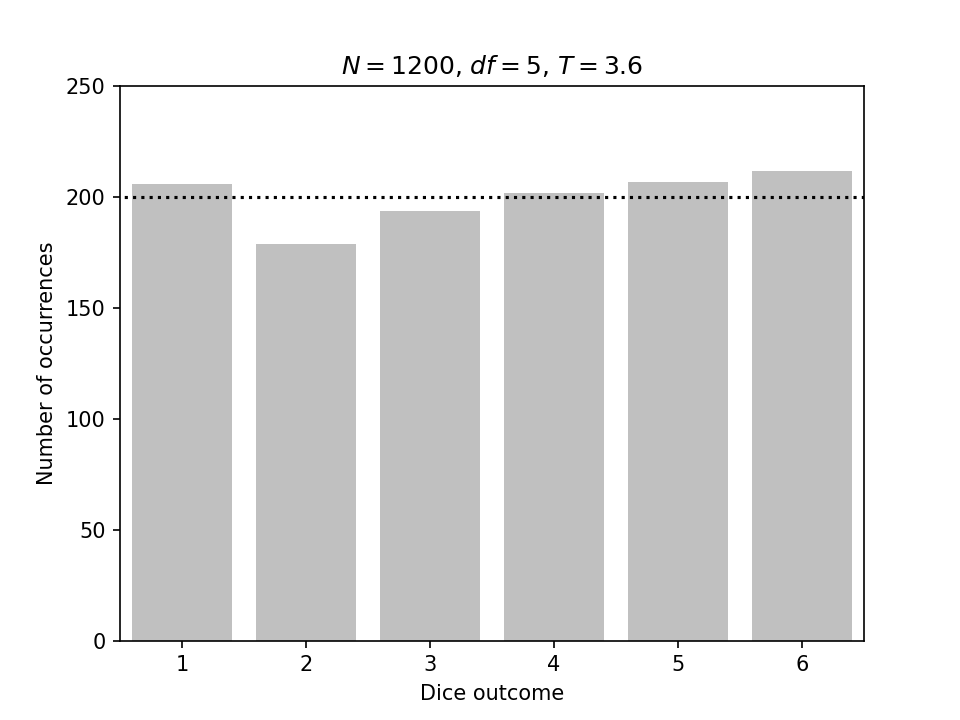 N = 1200, df = 5, T = 3.6
250
200
150
100
50
0
Number of occurrences
1 2 3 4 5 6
Dice outcome